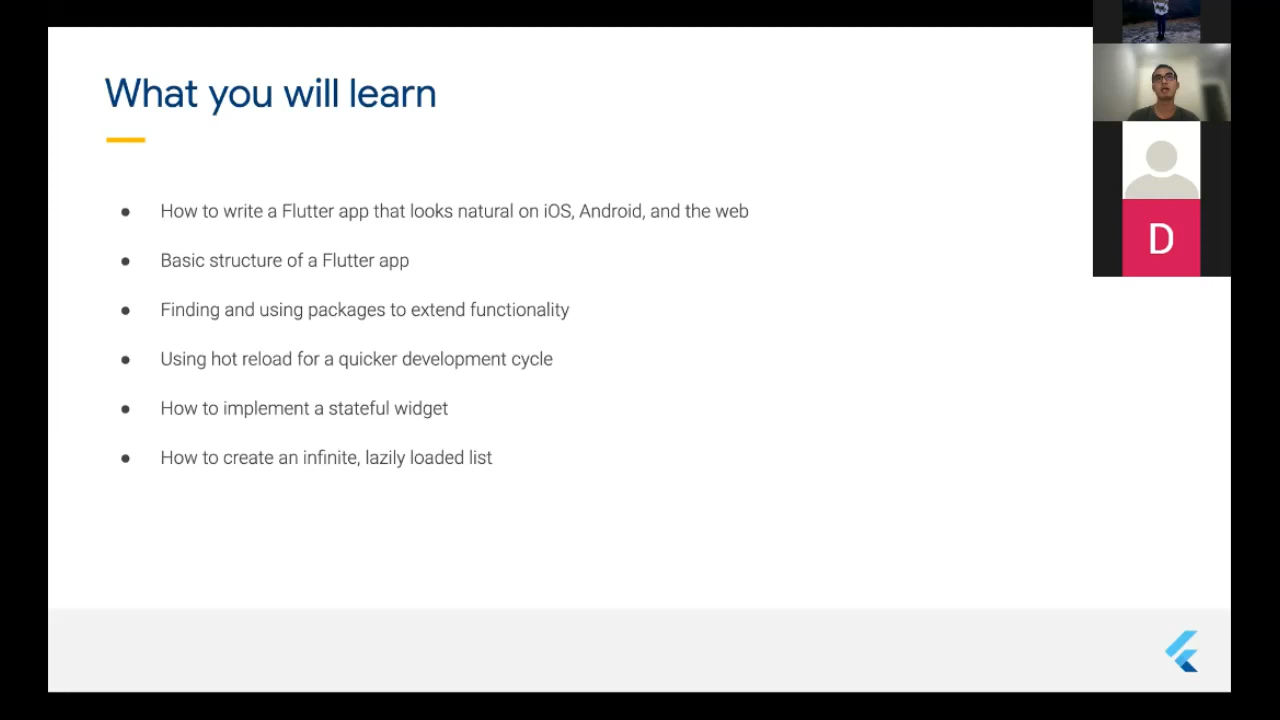 What you will learn
● How to write a Flutter app that looks natural on iOS, Android, and the web
● Basic structure of a Flutter app
● Finding and using packages to extend functionality
● Using hot reload for a quicker development cycle
● How to implement a stateful widget
● How to create an infinite, lazily loaded list
D